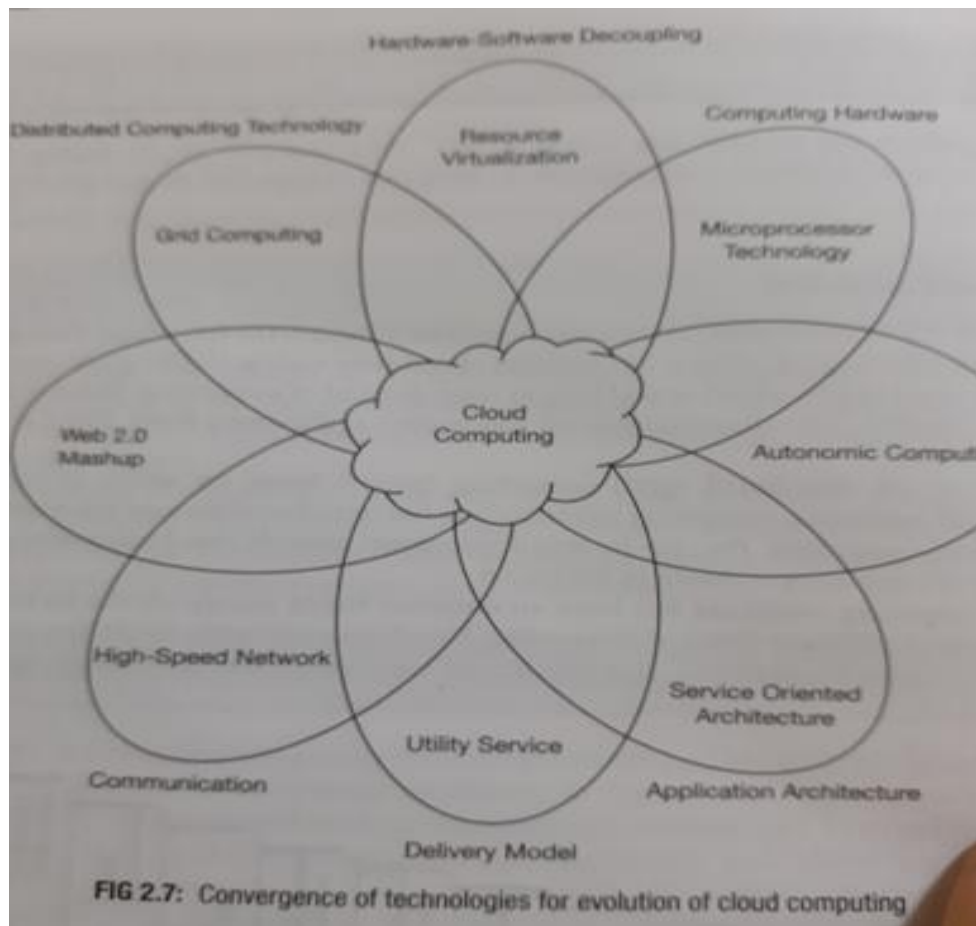 Hardware-Software Decoupling
Distributed Computing Technology
Computing Hardware
Resource
Virtualization
Grid Computing
Microprocessor
Technology
Web 2.0
Mashup
Cloud
Computing
Autonomic
High-Speed Network
Service Oriented
Architecture
Utility Service
Communication
Application Architecture
Delivery Model
FIG 2.7: Convergence of technologies for evolution of cloud computing